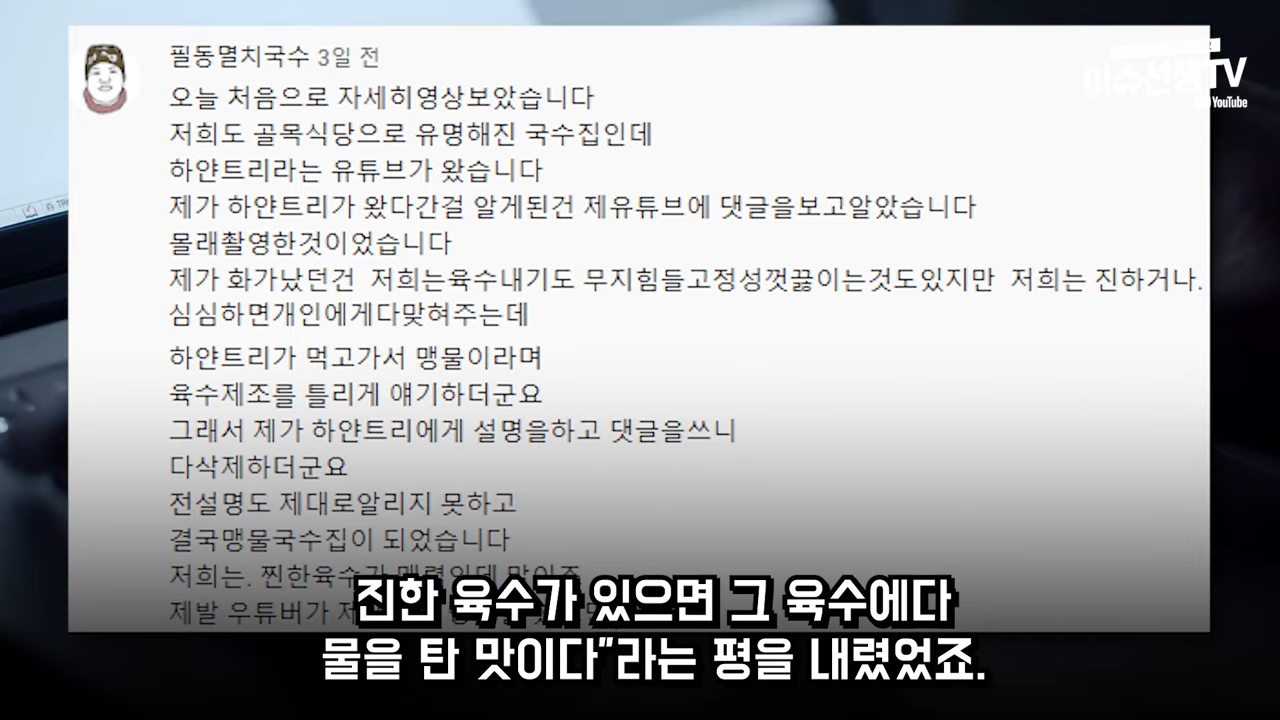 이슈선생TV
YouTube
필동멸치국수 3일 전
오늘 처음으로 자세히영상보았습니다
저희도 골목식당으로 유명해진 국수집인데
하얀트리라는 유튜브가 왔습니다
제가 하얀트리가 왔다간걸 알게된건 제유튜브에 댓글을보고알았습니다
몰래촬영한것이었습니다
제가 화가났던건 저희는육수내기도 무지힘들고정성껏끓이는것도있지만 저희는 진하거나.
심심하면개인에게다맞혀주는데
하얀트리가 먹고가서 맹물이라며
육수제조를 틀리게 얘기하더군요
그래서 제가 하얀트리에게 설명을하고 댓글을쓰니
다삭제하더군요
전설명도 제대로알리지 못하고
결국맹물국수집이 되었습니다
저희는. 찐한육수가
제발 우튜버가
진한 육수가 있으면 그 육수에다
물을 탄 맛이다"라는 평을 내렸었죠.